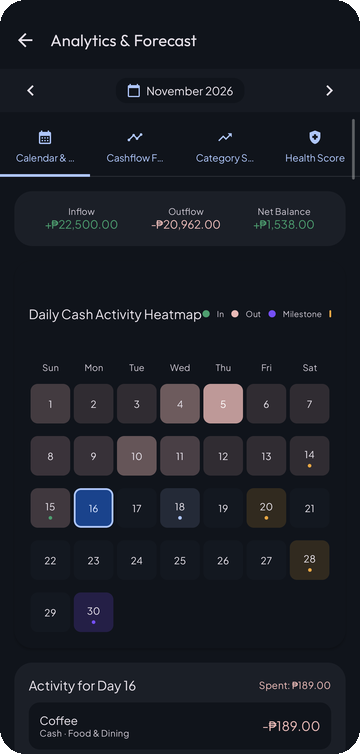 Analytics & Forecast
November 2026
Calendar & ... Cashflow F... Category S... Health Score
Inflow Outflow Net Balance
+₱22,500.00 -₱20,962.00 +₱1,538.00
Daily Cash Activity Heatmap In Out Milestone
Sun Mon Tue Wed Thu Fri Sat
1 2 3 4 5 6 7
8 9 10 11 12 13 14
15 16 17 18 19 20 21
22 23 24 25 26 27 28
29 30
Activity for Day 16 Spent: ₱189.00
Coffee -₱189.00
Cash · Food & Dining